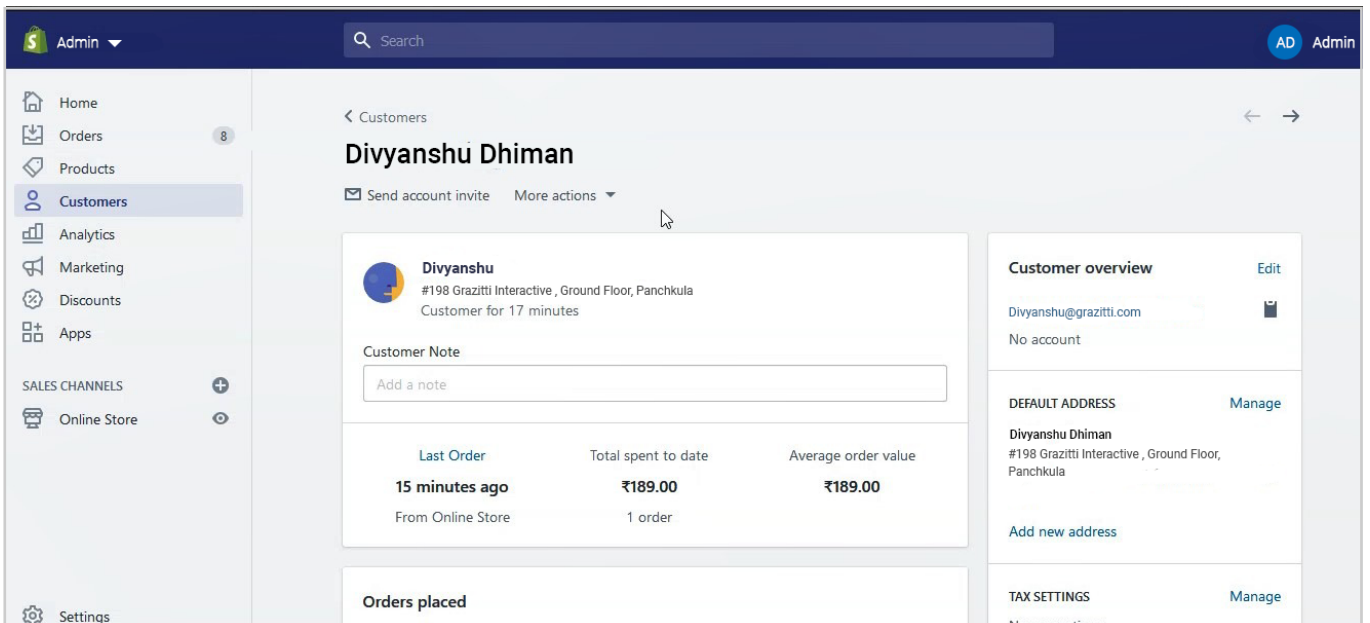 Admin
Search
AD Admin
Home
Orders 8
Products
Customers
Analytics
Marketing
Discounts
Apps
SALES CHANNELS
Online Store
Settings
Customers
Divyanshu Dhiman
Send account invite More actions
Divyanshu
#198 Grazitti Interactive , Ground Floor, Panchkula
Customer for 17 minutes
Customer Note
Add a note
Last Order Total spent to date Average order value
15 minutes ago ₹189.00 ₹189.00
From Online Store 1 order
Orders placed
Customer overview Edit
Divyanshu@grazitti.com
No account
DEFAULT ADDRESS Manage
Divyanshu Dhiman
#198 Grazitti Interactive , Ground Floor,
Panchkula
Add new address
TAX SETTINGS Manage